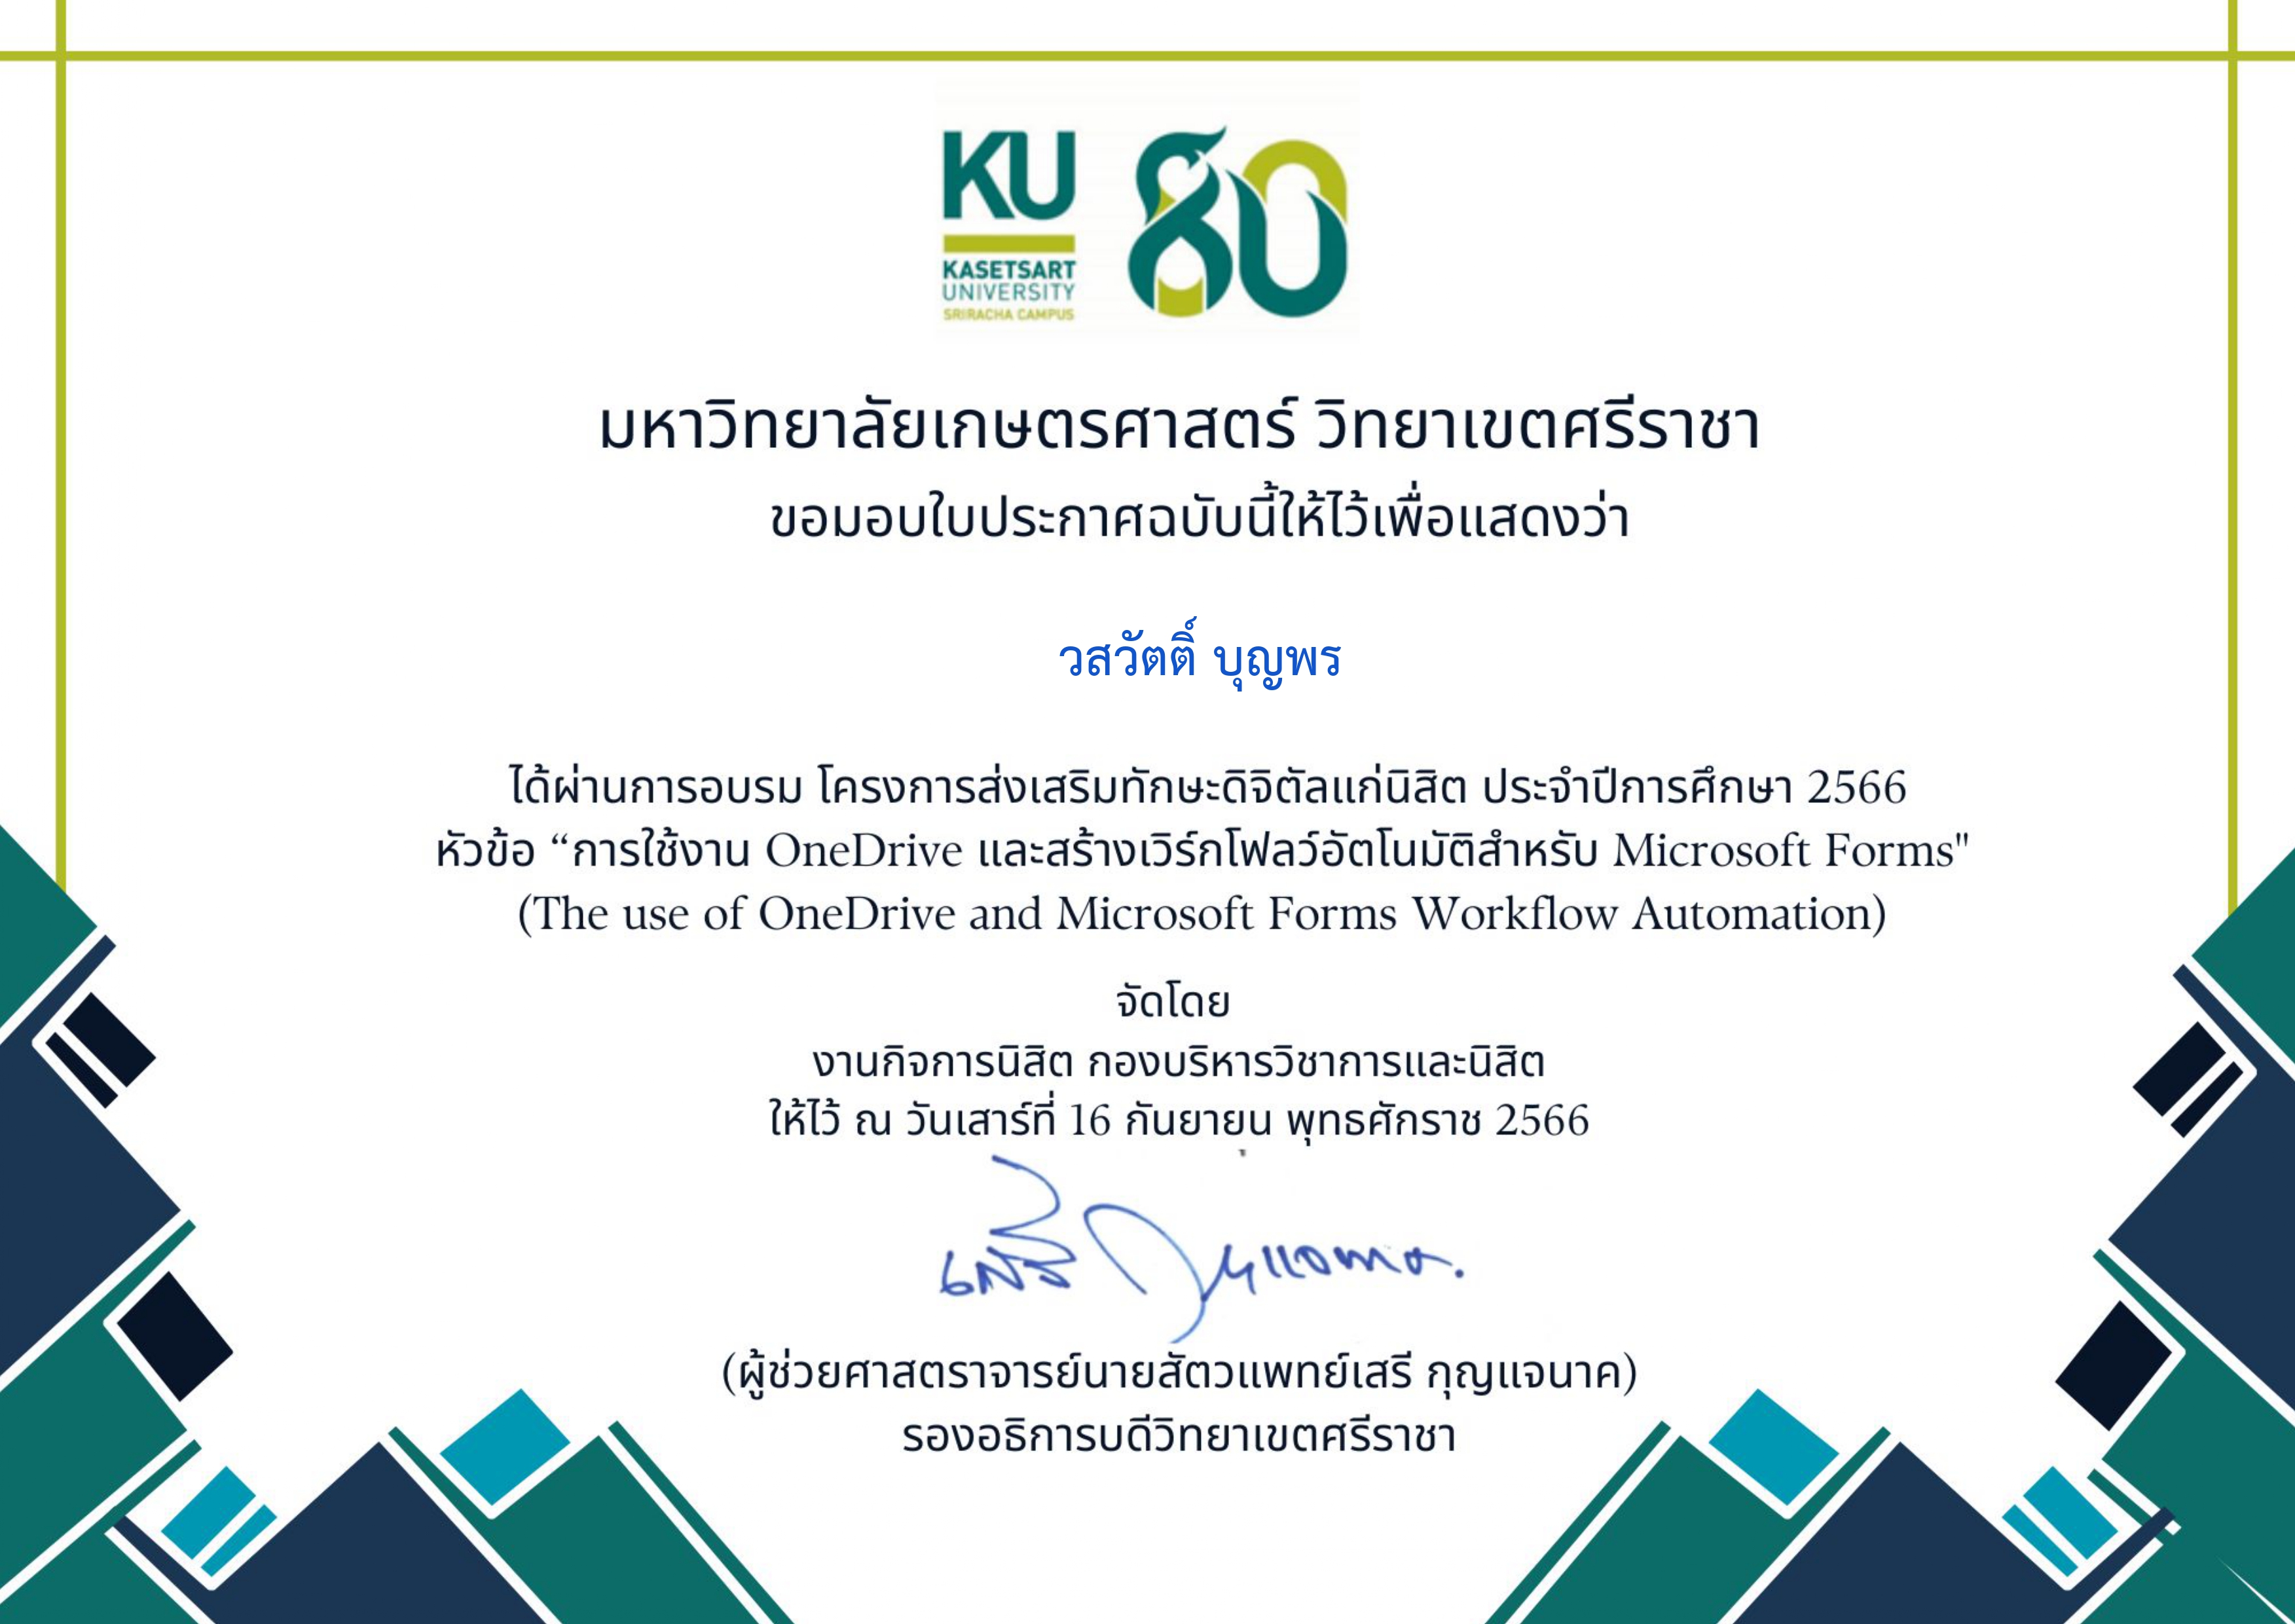 KU 80
KASETSART
UNIVERSITY
SRIRACHA CAMPUS
มหาวิทยาลัยเกษตรศาสตร์ วิทยาเขตศรีราชา
ขอมอบใบประกาศฉบับนี้ให้ไว้เพื่อแสดงว่า
วสวัตติ์ บุญพร
ได้ผ่านการอบรม โครงการส่งเสริมทักษะดิจิตัลแก่นิสิต ประจำปีการศึกษา 2566
หัวข้อ “การใช้งาน OneDrive และสร้างเวิร์กโฟลว์อัตโนมัติสำหรับ Microsoft Forms"
(The use of OneDrive and Microsoft Forms Workflow Automation)
จัดโดย
งานกิจการนิสิต กองบริหารวิชาการและนิสิต
ให้ไว้ ณ วันเสาร์ที่ 16 กันยายน พุทธศักราช 2566
(ผู้ช่วยศาสตราจารย์นายสัตวแพทย์เสรี กุญแจนาค)
รองอธิการบดีวิทยาเขตศรีราชา